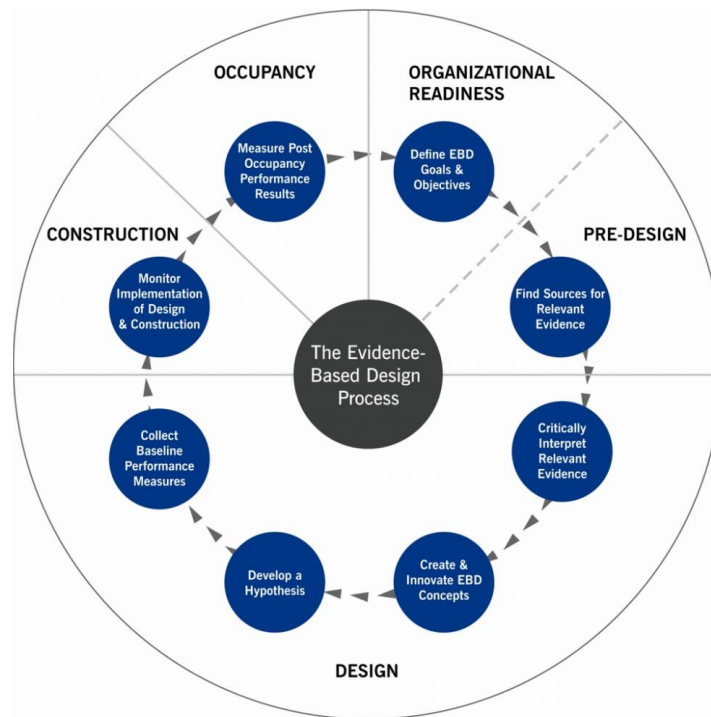 OCCUPANCY
ORGANIZATIONAL
READINESS
Measure Post
Occupancy
Performance
Results
Define EBD
Goals &
Objectives
CONSTRUCTION
PRE-DESIGN
Monitor
Implementation
of Design
& Construction
Find Sources for
Relevant
Evidence
The Evidence-
Based Design
Process
Collect
Baseline
Performance
Measures
Critically
Interpret
Relevant
Evidence
Develop a
Hypothesis
Create &
Innovate EBD
Concepts
DESIGN